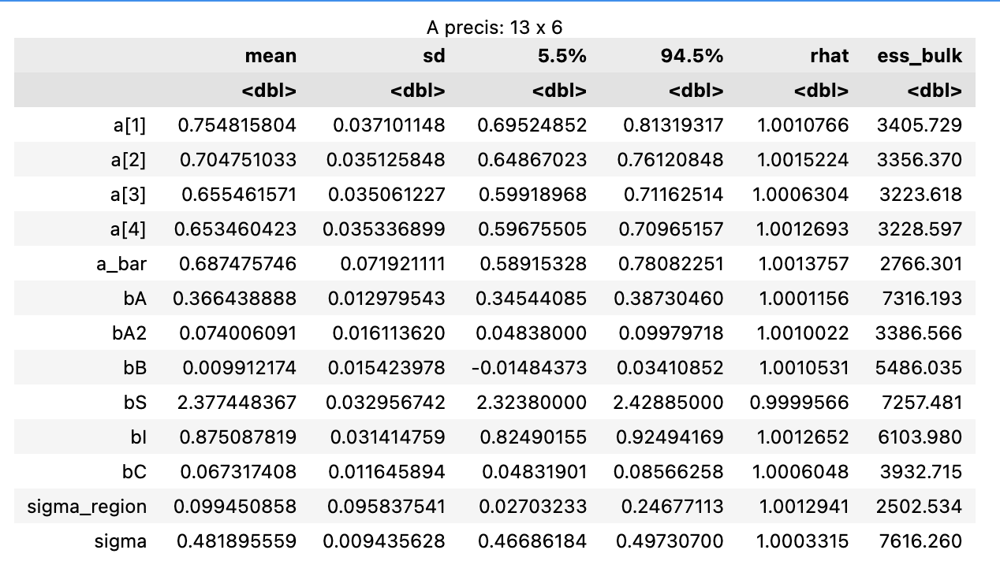 A precis: 13 x 6
mean sd 5.5% 94.5% rhat ess_bulk
<dbl> <dbl> <dbl> <dbl> <dbl> <dbl>
a[1] 0.754815804 0.037101148 0.69524852 0.81319317 1.0010766 3405.729
a[2] 0.704751033 0.035125848 0.64867023 0.76120848 1.0015224 3356.370
a[3] 0.655461571 0.035061227 0.59918968 0.71162514 1.0006304 3223.618
a[4] 0.653460423 0.035336899 0.59675505 0.70965157 1.0012693 3228.597
a_bar 0.687475746 0.071921111 0.58915328 0.78082251 1.0013757 2766.301
bA 0.366438888 0.012979543 0.34544085 0.38730460 1.0001156 7316.193
bA2 0.074006091 0.016113620 0.04838000 0.09979718 1.0010022 3386.566
bB 0.009912174 0.015423978 -0.01484373 0.03410852 1.0010531 5486.035
bS 2.377448367 0.032956742 2.32380000 2.42885000 0.9999566 7257.481
bI 0.875087819 0.031414759 0.82490155 0.92494169 1.0012652 6103.980
bC 0.067317408 0.011645894 0.04831901 0.08566258 1.0006048 3932.715
sigma_region 0.099450858 0.095837541 0.02703233 0.24677113 1.0012941 2502.534
sigma 0.481895559 0.009435628 0.46686184 0.49730700 1.0003315 7616.260